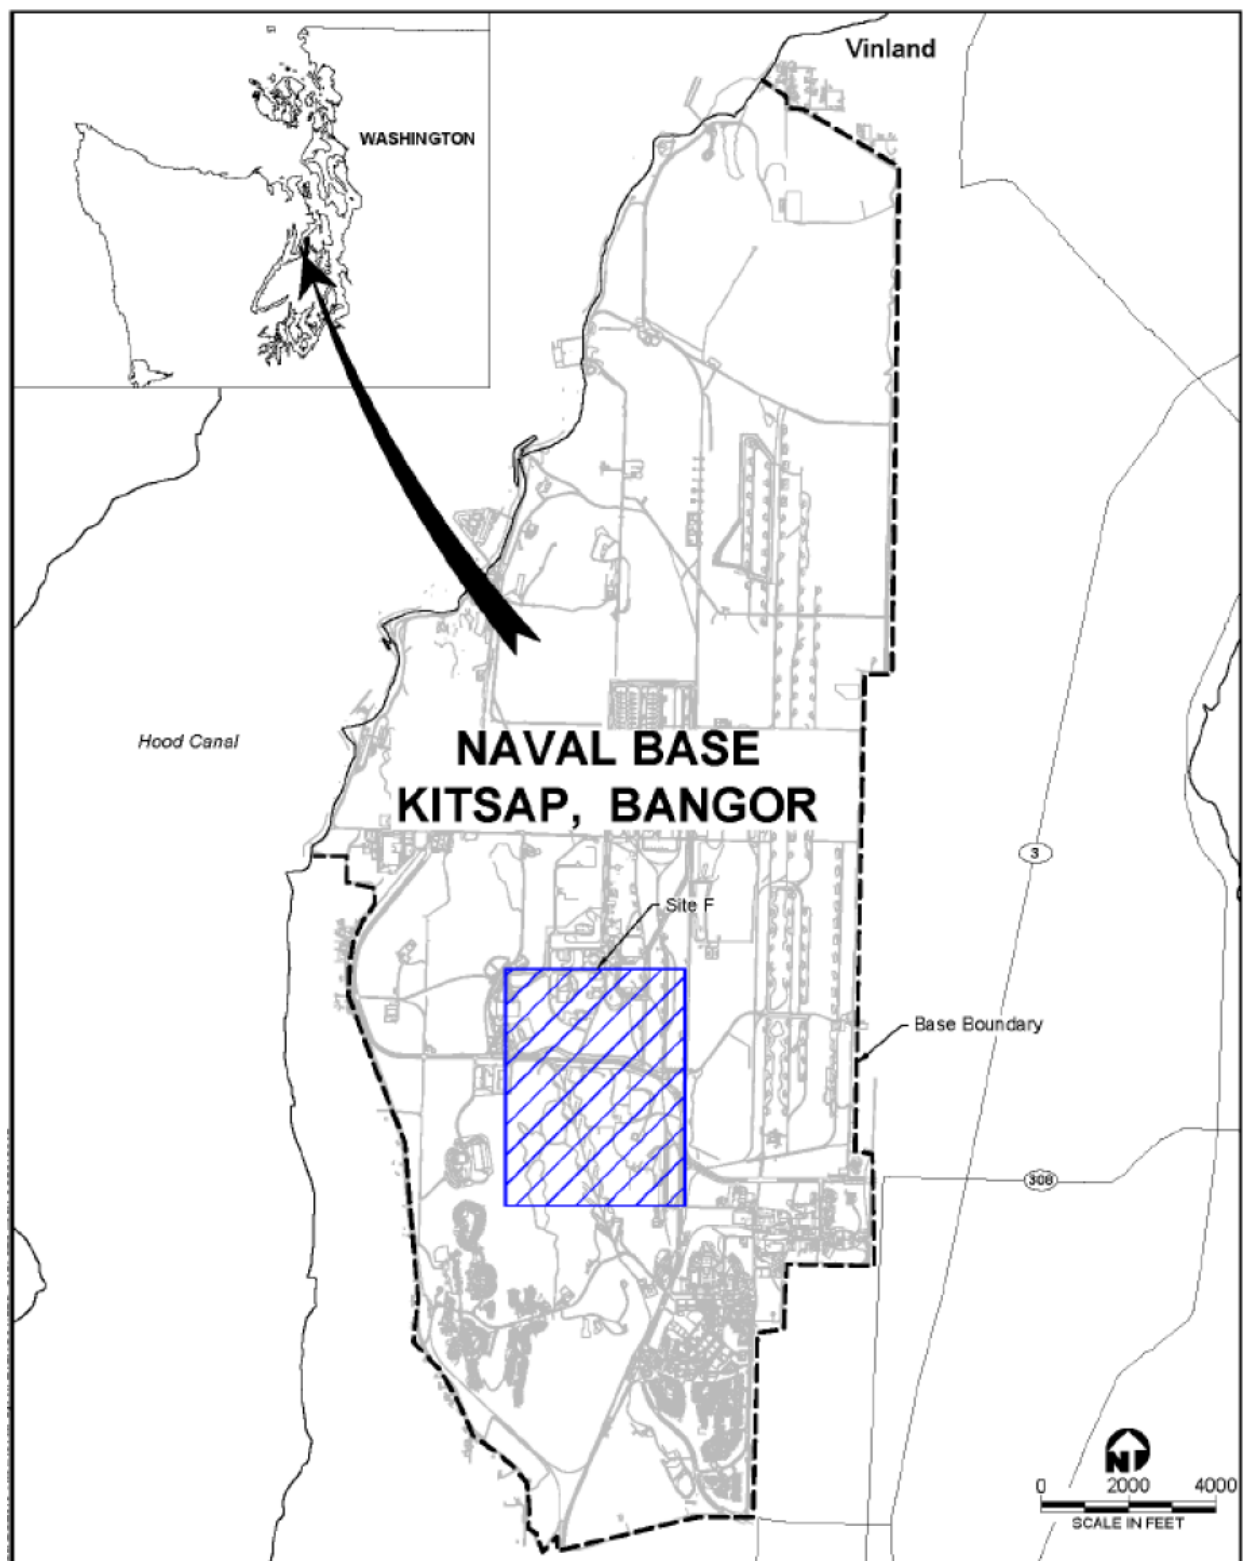 Vinland
WASHINGTON
Hood Canal
NAVAL BASE
KITSAP, BANGOR
3
Site F
Base Boundary
308
N
0 2000 4000
SCALE IN FEET